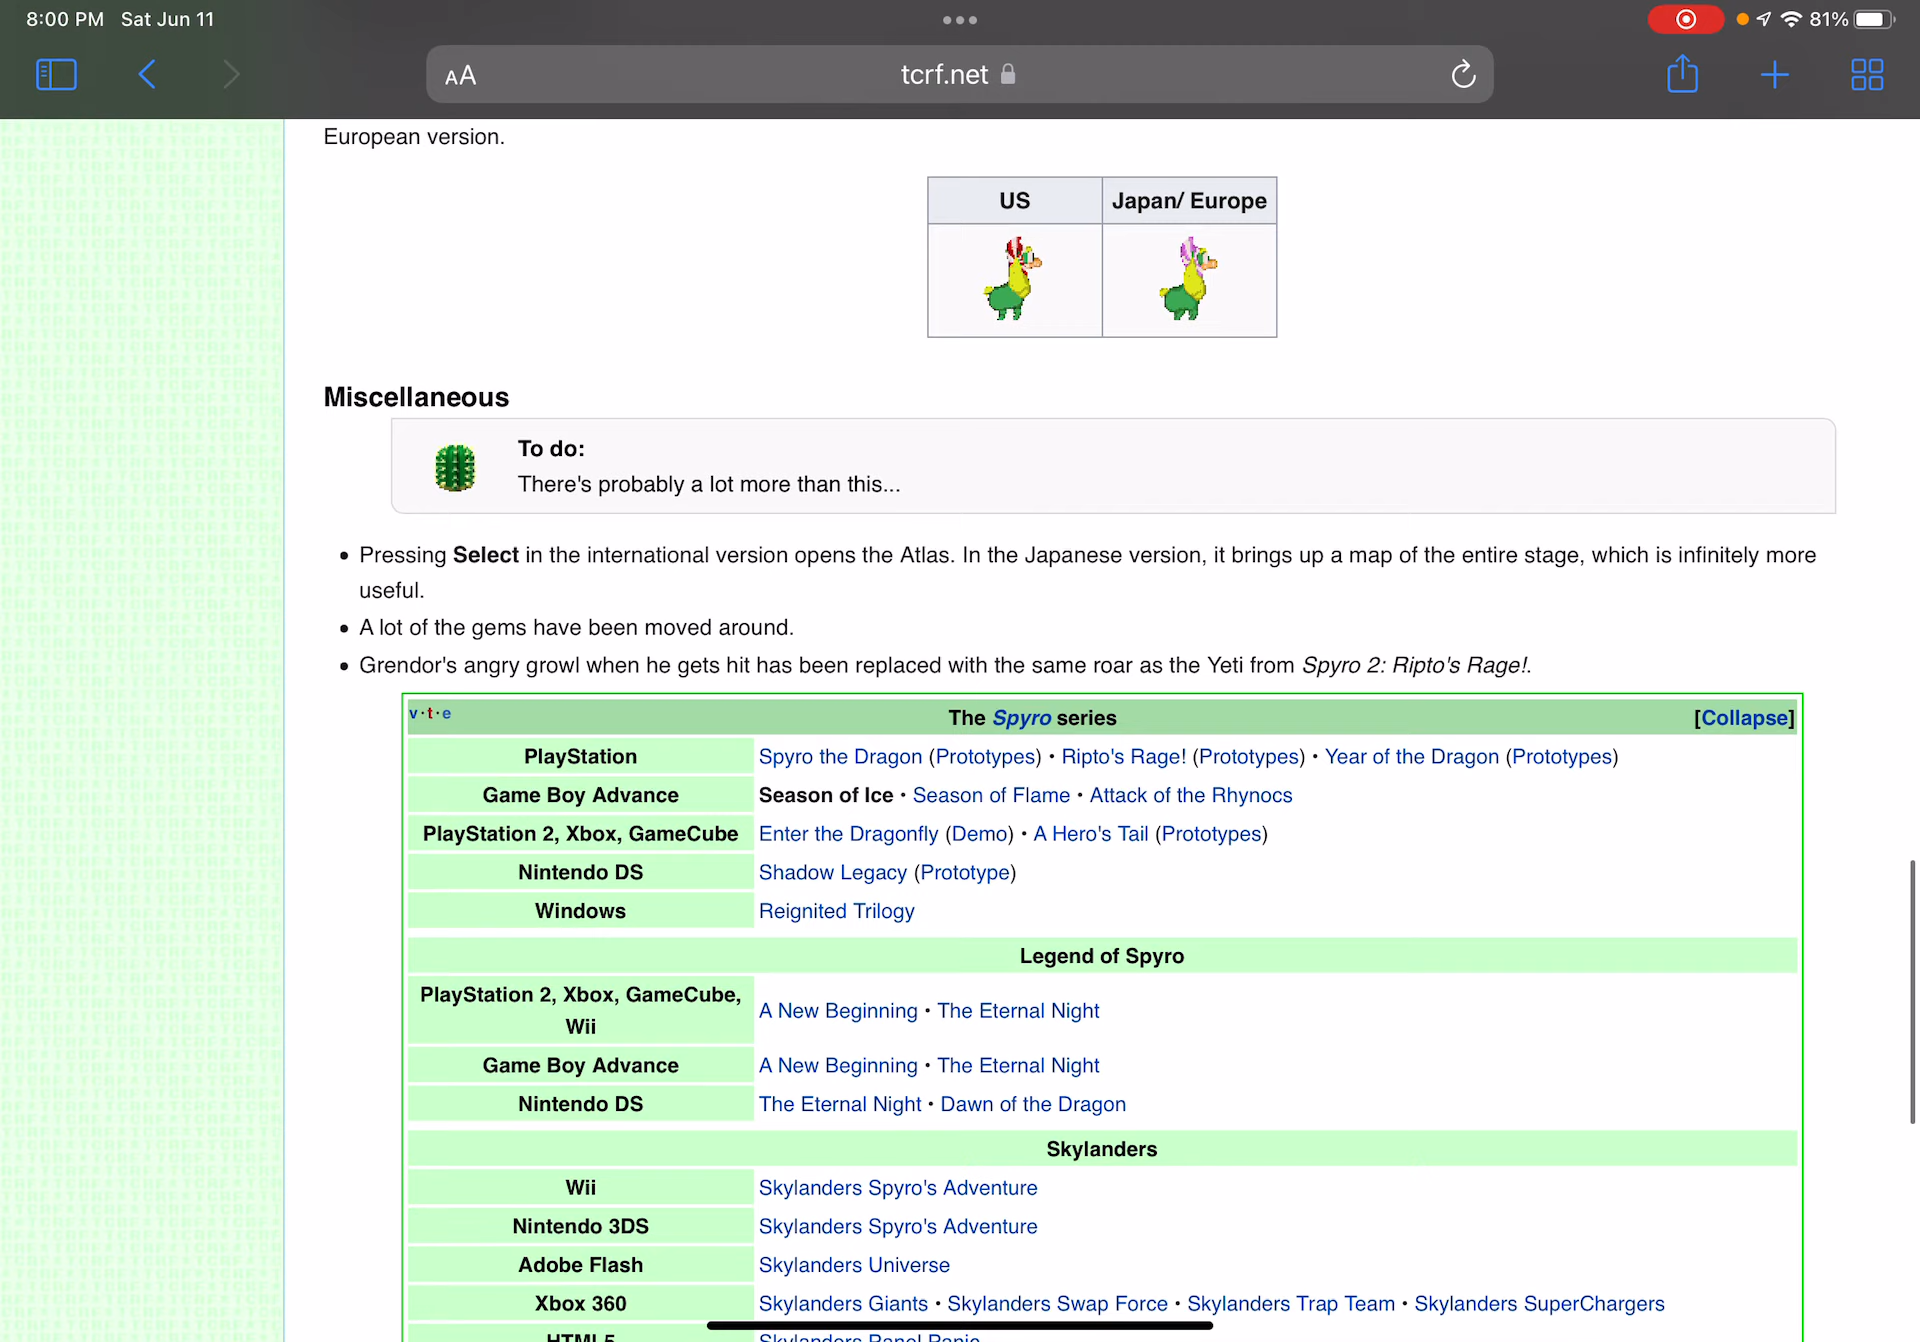 8:00 PM Sat Jun 11
81%
AA
tcrf.net
European version.
US Japan/ Europe
Miscellaneous
To do:
There's probably a lot more than this...
• Pressing Select in the international version opens the Atlas. In the Japanese version, it brings up a map of the entire stage, which is infinitely more
useful.
• A lot of the gems have been moved around.
• Grendor's angry growl when he gets hit has been replaced with the same roar as the Yeti from Spyro 2: Ripto's Rage!.
v·t·e The Spyro series [Collapse]
PlayStation Spyro the Dragon (Prototypes) • Ripto's Rage! (Prototypes) • Year of the Dragon (Prototypes)
Game Boy Advance Season of Ice • Season of Flame • Attack of the Rhynocs
PlayStation 2, Xbox, GameCube Enter the Dragonfly (Demo) • A Hero's Tail (Prototypes)
Nintendo DS Shadow Legacy (Prototype)
Windows Reignited Trilogy
Legend of Spyro
PlayStation 2, Xbox, GameCube,
Wii A New Beginning • The Eternal Night
Game Boy Advance A New Beginning • The Eternal Night
Nintendo DS The Eternal Night • Dawn of the Dragon
Skylanders
Wii Skylanders Spyro's Adventure
Nintendo 3DS Skylanders Spyro's Adventure
Adobe Flash Skylanders Universe
Xbox 360 Skylanders Giants • Skylanders Swap Force • Skylanders Trap Team • Skylanders SuperChargers
HTML5 Skylanders Panel Panic